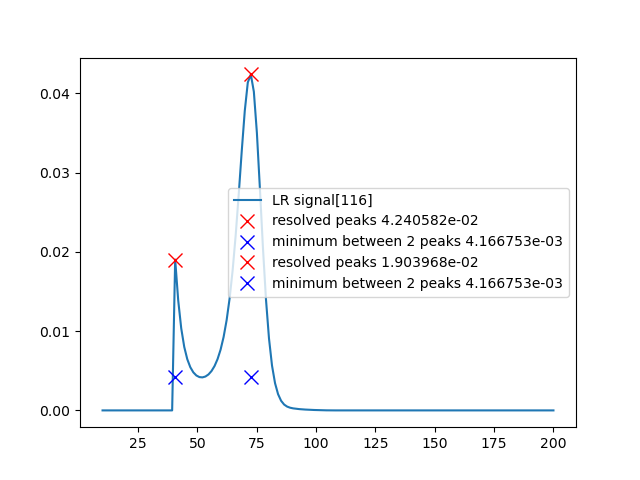 0.04
0.03
0.02
0.01
0.00
LR signal[116]
resolved peaks 4.240582e-02
minimum between 2 peaks 4.166753e-03
resolved peaks 1.903968e-02
minimum between 2 peaks 4.166753e-03
25 50 75 100 125 150 175 200